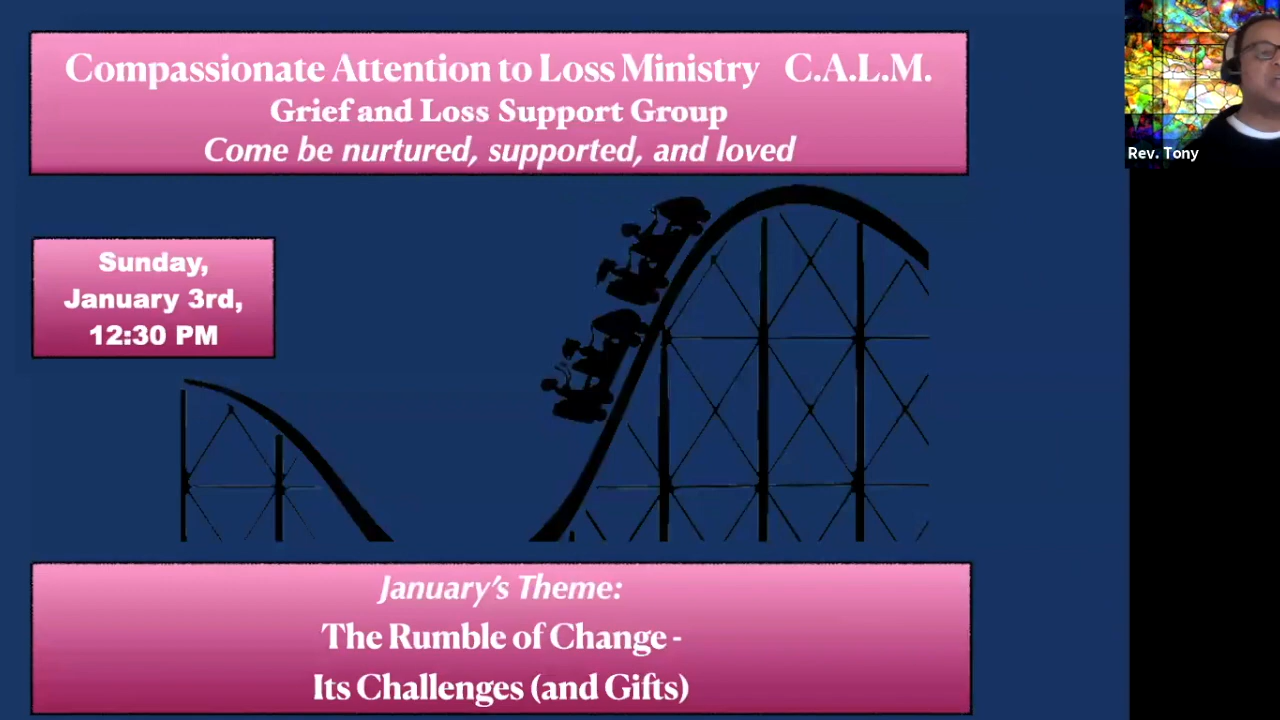 Compassionate Attention to Loss Ministry C.A.L.M.
Grief and Loss Support Group
Come be nurtured, supported, and loved
Rev. Tony
Sunday,
January 3rd,
12:30 PM
January's Theme:
The Rumble of Change -
Its Challenges (and Gifts)